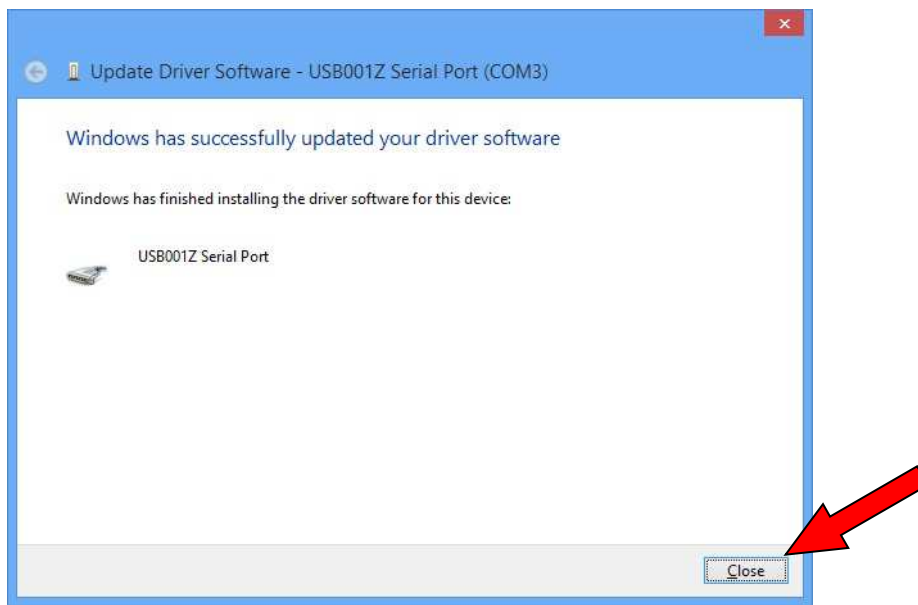 Update Driver Software - USB001Z Serial Port (COM3)
Windows has successfully updated your driver software
Windows has finished installing the driver software for this device:
USB001Z Serial Port
Close